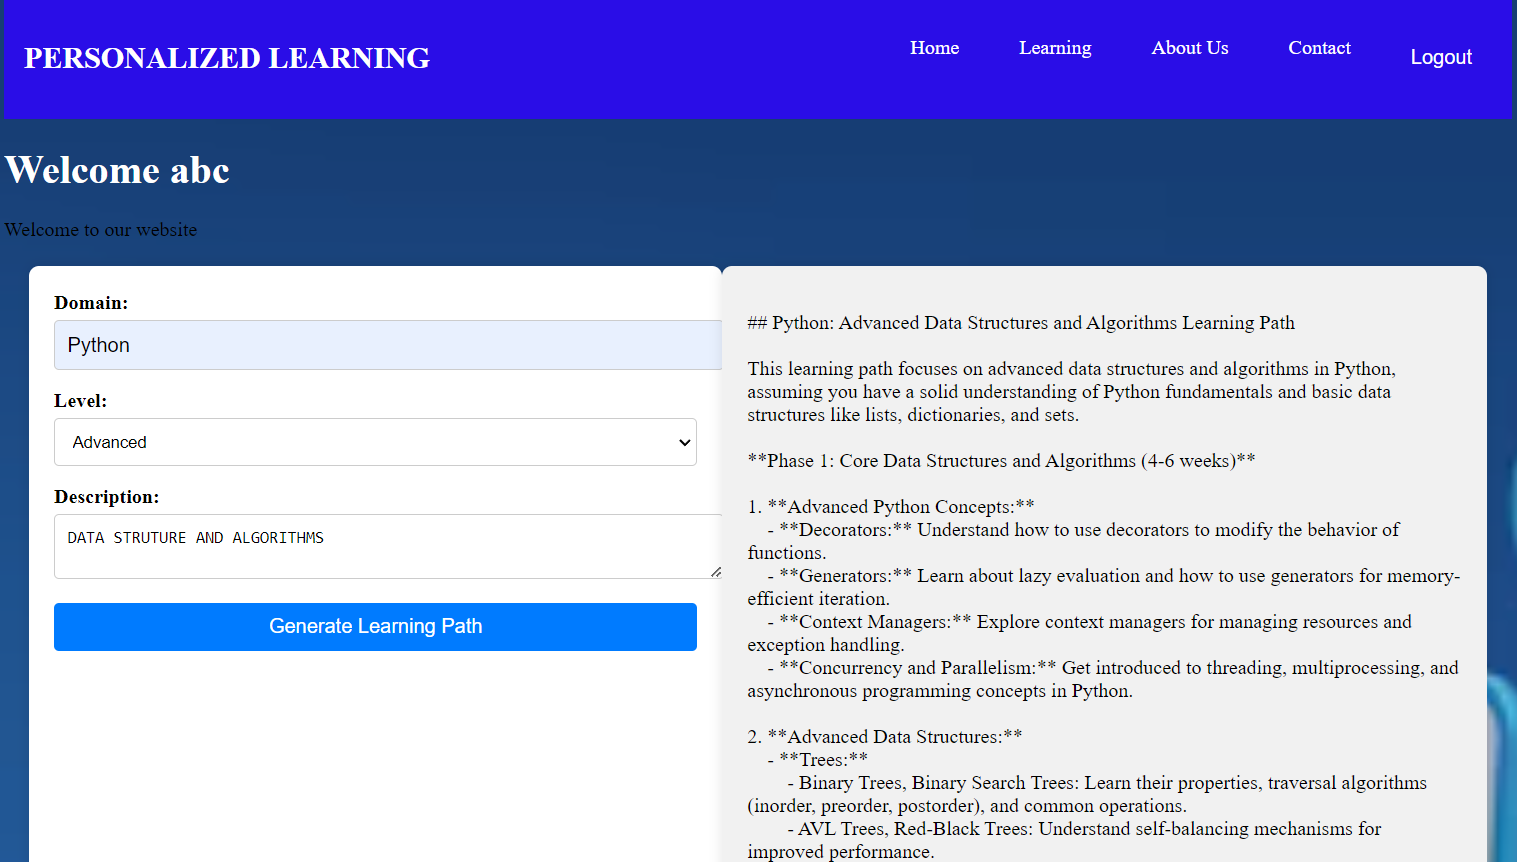 PERSONALIZED LEARNING
Home
Learning
About Us
Contact
Logout
Welcome abc
Welcome to our website
Domain:
Python
Level:
Advanced
Description:
DATA STRUTURE AND ALGORITHMS
Generate Learning Path
## Python: Advanced Data Structures and Algorithms Learning Path
This learning path focuses on advanced data structures and algorithms in Python,
assuming you have a solid understanding of Python fundamentals and basic data
structures like lists, dictionaries, and sets.
**Phase 1: Core Data Structures and Algorithms (4-6 weeks)**
1. **Advanced Python Concepts:**
- **Decorators:** Understand how to use decorators to modify the behavior of
functions.
- **Generators:** Learn about lazy evaluation and how to use generators for memory-
efficient iteration.
- **Context Managers:** Explore context managers for managing resources and
exception handling.
- **Concurrency and Parallelism:** Get introduced to threading, multiprocessing, and
asynchronous programming concepts in Python.
2. **Advanced Data Structures:**
- **Trees:**
- Binary Trees, Binary Search Trees: Learn their properties, traversal algorithms
(inorder, preorder, postorder), and common operations.
- AVL Trees, Red-Black Trees: Understand self-balancing mechanisms for
improved performance.